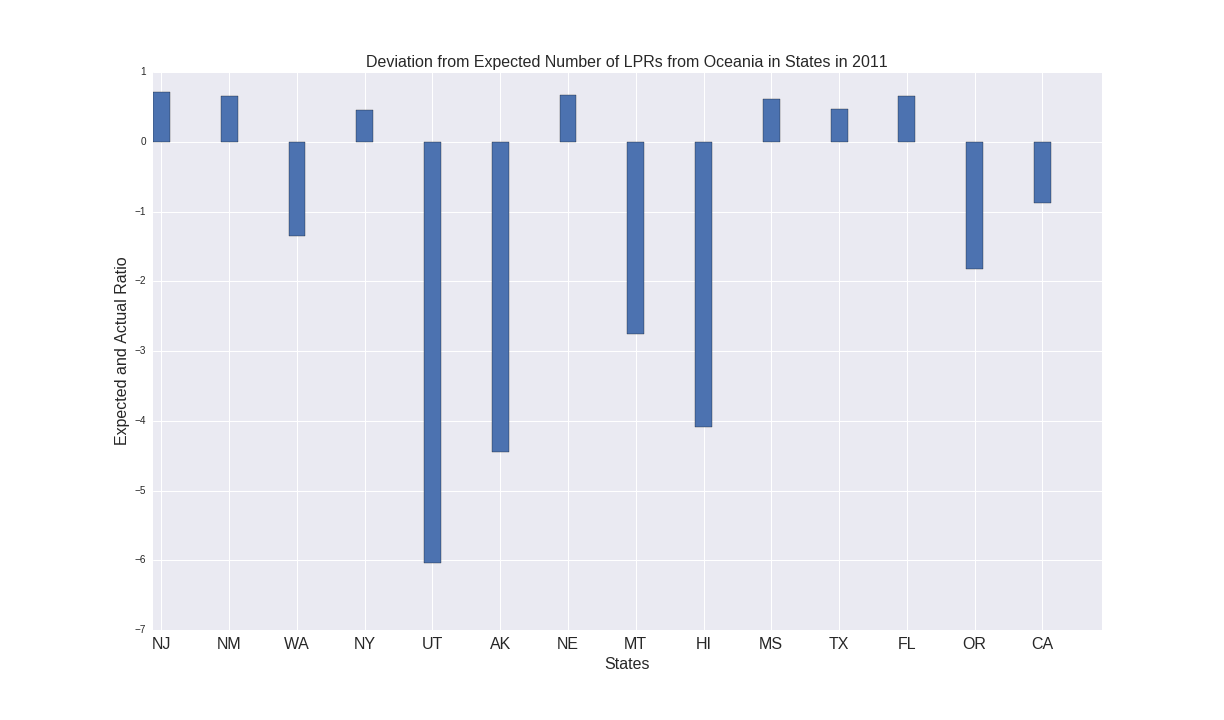 Deviation from Expected Number of LPRs from Oceania in States in 2011
1
0
−1
−2
−3
−4
−5
−6
−7
Expected and Actual Ratio
NJ NM WA NY UT AK NE MT HI MS TX FL OR CA
States